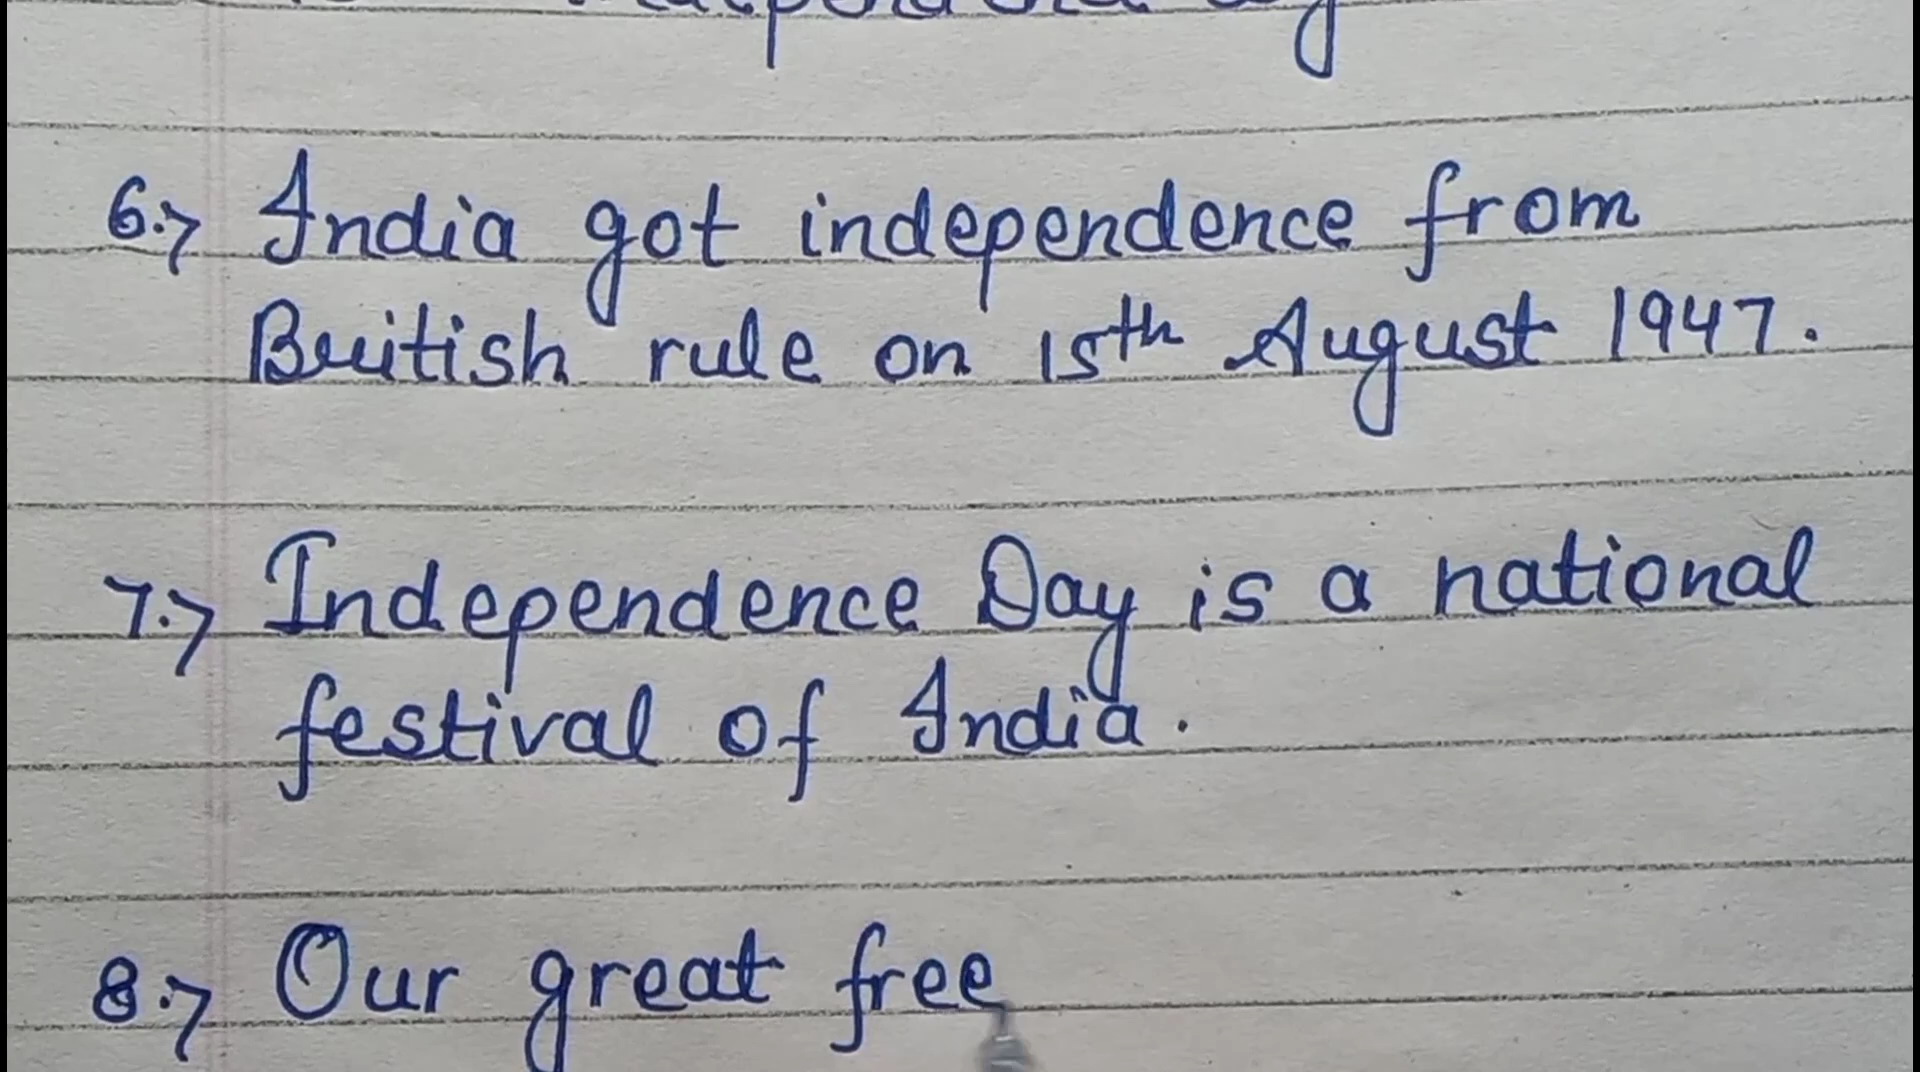 6.> India got independence from
British rule on 15th August 1947.
7.> Independence Day is a national
festival of India.
8.> Our great free